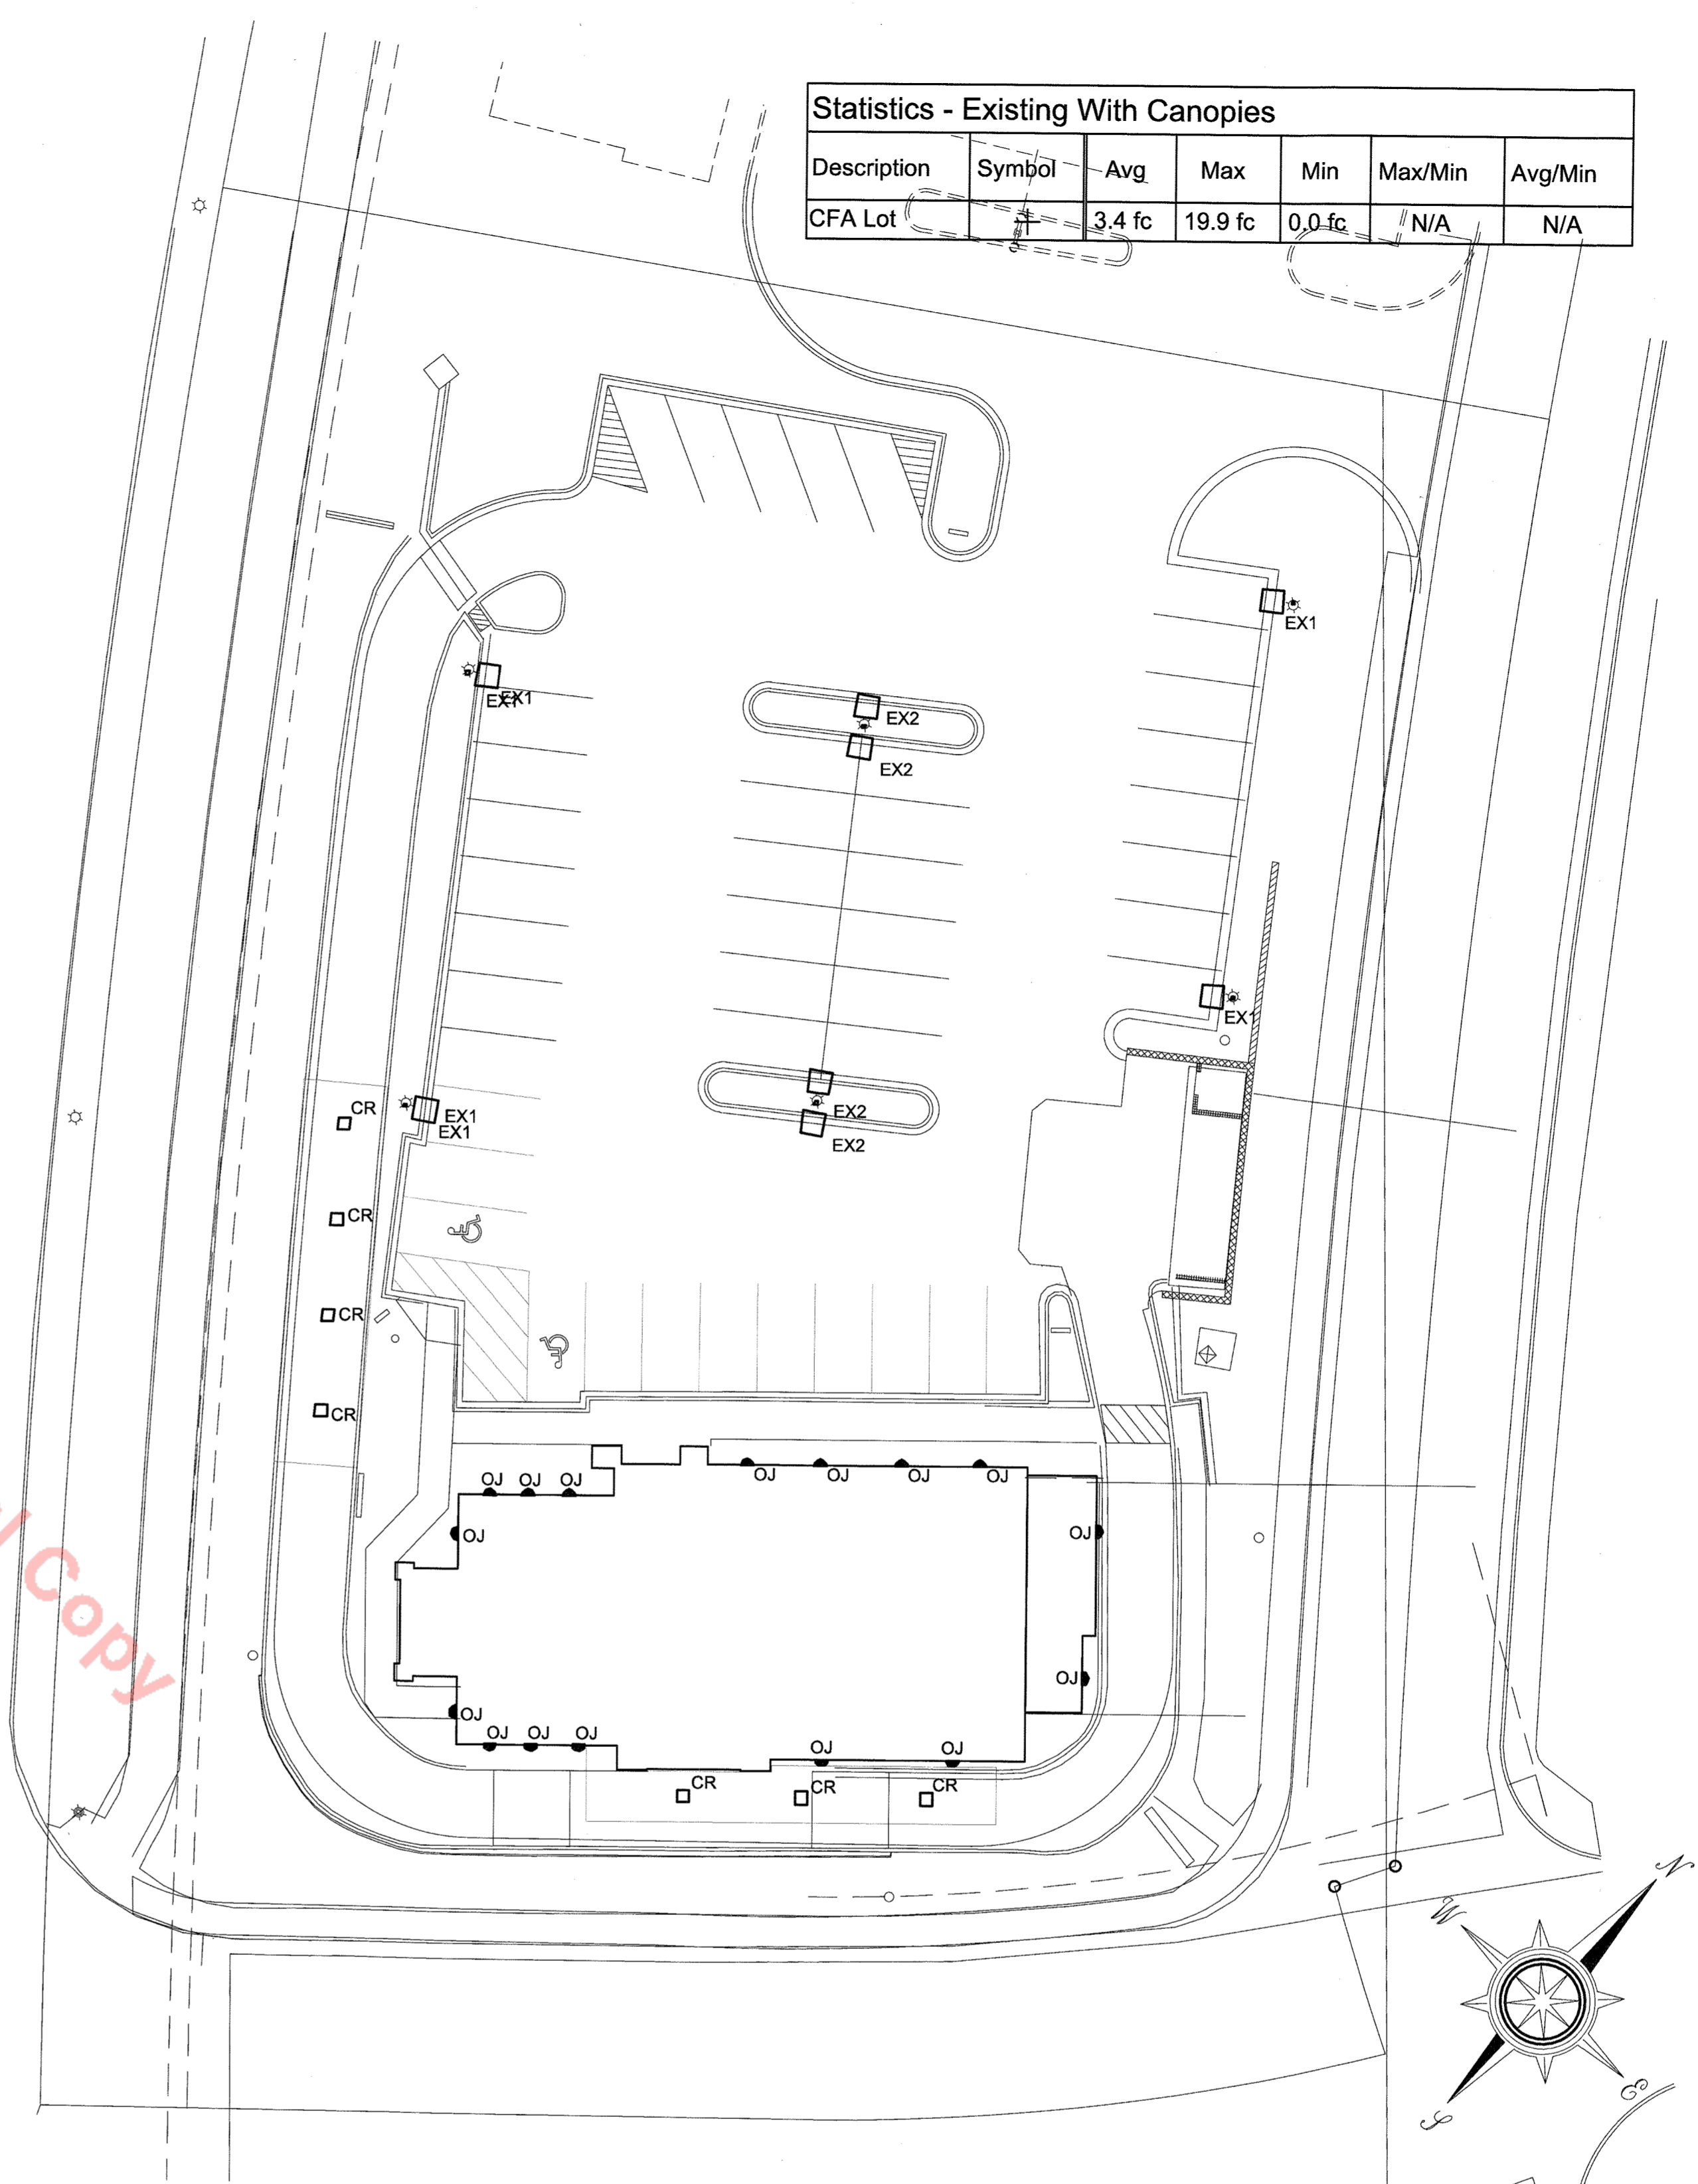 Statistics - Existing With Canopies
Description Symbol Avg Max Min Max/Min Avg/Min
CFA Lot + 3.4 fc 19.9 fc 0.0 fc N/A N/A
EX1
EX1 EX1
EX2
EX2
EX1
EX2
EX2
EX1
EX1
CR
CR
CR
CR
OJ OJ OJ
OJ OJ OJ OJ
OJ
OJ
OJ
OJ
OJ OJ OJ
OJ OJ
CR
CR
CR
Copy
N
W
E
S